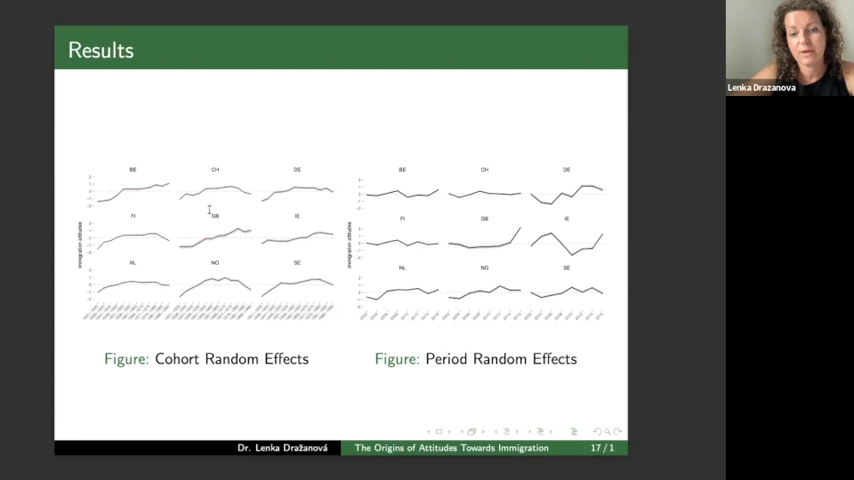 Results
BE CH DE
FI GB IE
NL NO SE
immigration attitudes
BE CH DE
FI GB IE
NL NO SE
immigration attitudes
Figure: Cohort Random Effects
Figure: Period Random Effects
Dr. Lenka Dražanová
The Origins of Attitudes Towards Immigration
17 / 1
Lenka Drazanova